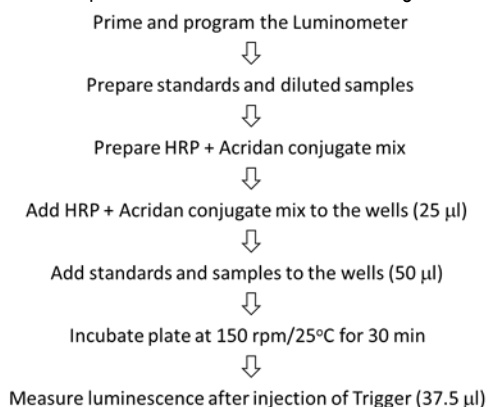 Prime and program the Luminometer
⇩
Prepare standards and diluted samples
⇩
Prepare HRP + Acridan conjugate mix
⇩
Add HRP + Acridan conjugate mix to the wells (25 µl)
⇩
Add standards and samples to the wells (50 µl)
⇩
Incubate plate at 150 rpm/25°C for 30 min
⇩
Measure luminescence after injection of Trigger (37.5 µl)